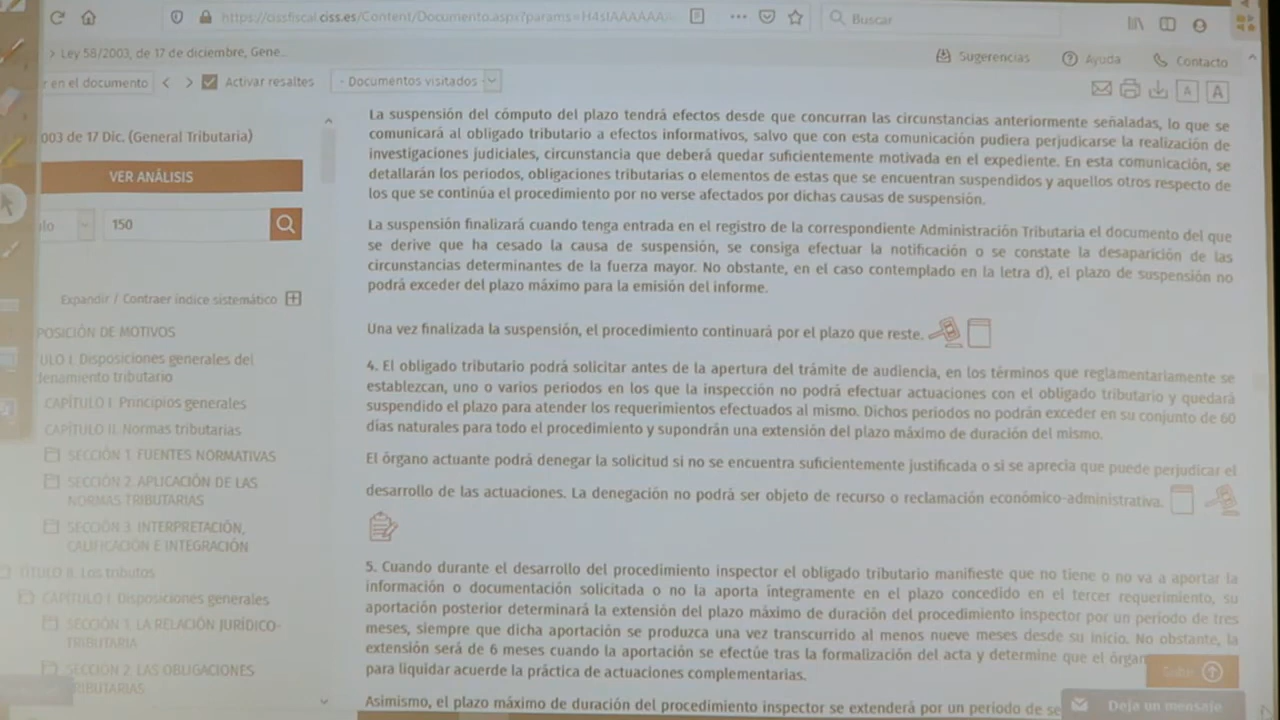 https://cissfiscal.ciss.es/Content/Documento.aspx?params=H4sIAAAAAAA
Buscar
> Ley 58/2003, de 17 de diciembre, Gene...
Sugerencias
Ayuda
Contacto
r en el documento
Activar resaltes
- Documentos visitados
A
A
003 de 17 Dic. (General Tributaria)
VER ANÁLISIS
150
Expandir / Contraer índice sistemático
POSICIÓN DE MOTIVOS
ULO I. Disposiciones generales del
denamiento tributario
CAPÍTULO I. Principios generales
CAPÍTULO II. Normas tributarias
SECCIÓN 1. FUENTES NORMATIVAS
SECCIÓN 2. APLICACIÓN DE LAS
NORMAS TRIBUTARIAS
SECCIÓN 3. INTERPRETACIÓN,
CALIFICACIÓN E INTEGRACIÓN
TÍTULO II. Los tributos
CAPÍTULO I. Disposiciones generales
SECCIÓN 1. LA RELACIÓN JURÍDICO-
TRIBUTARIA
SECCIÓN 2. LAS OBLIGACIONES
TRIBUTARIAS
La suspensión del cómputo del plazo tendrá efectos desde que concurran las circunstancias anteriormente señaladas, lo que se
comunicará al obligado tributario a efectos informativos, salvo que con esta comunicación pudiera perjudicarse la realización de
investigaciones judiciales, circunstancia que deberá quedar suficientemente motivada en el expediente. En esta comunicación, se
detallarán los periodos, obligaciones tributarias o elementos de estas que se encuentran suspendidos y aquellos otros respecto de
los que se continúa el procedimiento por no verse afectados por dichas causas de suspensión.
La suspensión finalizará cuando tenga entrada en el registro de la correspondiente Administración Tributaria el documento del que
se derive que ha cesado la causa de suspensión, se consiga efectuar la notificación o se constate la desaparición de las
circunstancias determinantes de la fuerza mayor. No obstante, en el caso contemplado en la letra d), el plazo de suspensión no
podrá exceder del plazo máximo para la emisión del informe.
Una vez finalizada la suspensión, el procedimiento continuará por el plazo que reste.
4. El obligado tributario podrá solicitar antes de la apertura del trámite de audiencia, en los términos que reglamentariamente se
establezcan, uno o varios periodos en los que la inspección no podrá efectuar actuaciones con el obligado tributario y quedará
suspendido el plazo para atender los requerimientos efectuados al mismo. Dichos periodos no podrán exceder en su conjunto de 60
días naturales para todo el procedimiento y supondrán una extensión del plazo máximo de duración del mismo.
El órgano actuante podrá denegar la solicitud si no se encuentra suficientemente justificada o si se aprecia que puede perjudicar el
desarrollo de las actuaciones. La denegación no podrá ser objeto de recurso o reclamación económico-administrativa.
5. Cuando durante el desarrollo del procedimiento inspector el obligado tributario manifieste que no tiene o no va a aportar la
información o documentación solicitada o no la aporta íntegramente en el plazo concedido en el tercer requerimiento, su
aportación posterior determinará la extensión del plazo máximo de duración del procedimiento inspector por un período de tres
meses, siempre que dicha aportación se produzca una vez transcurrido al menos nueve meses desde su inicio. No obstante, la
extensión será de 6 meses cuando la aportación se efectúe tras la formalización del acta y determine que el órgan
para liquidar acuerde la práctica de actuaciones complementarias.
Asimismo, el plazo máximo de duración del procedimiento inspector se extenderá por un período de se
Subir
Deja un mensaje